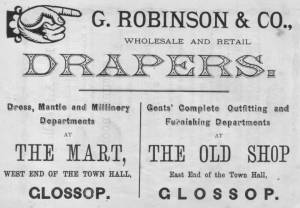 G. ROBINSON & CO.,
WHOLESALE AND RETAIL
DRAPERS.
Dress, Mantle and Millinery
Departments
AT
THE MART,
WEST END OF THE TOWN HALL,
GLOSSOP.
Gents' Complete Outfitting and
Furnishing Departments
AT
THE OLD SHOP
East End of the Town Hall,
GLOSSOP.